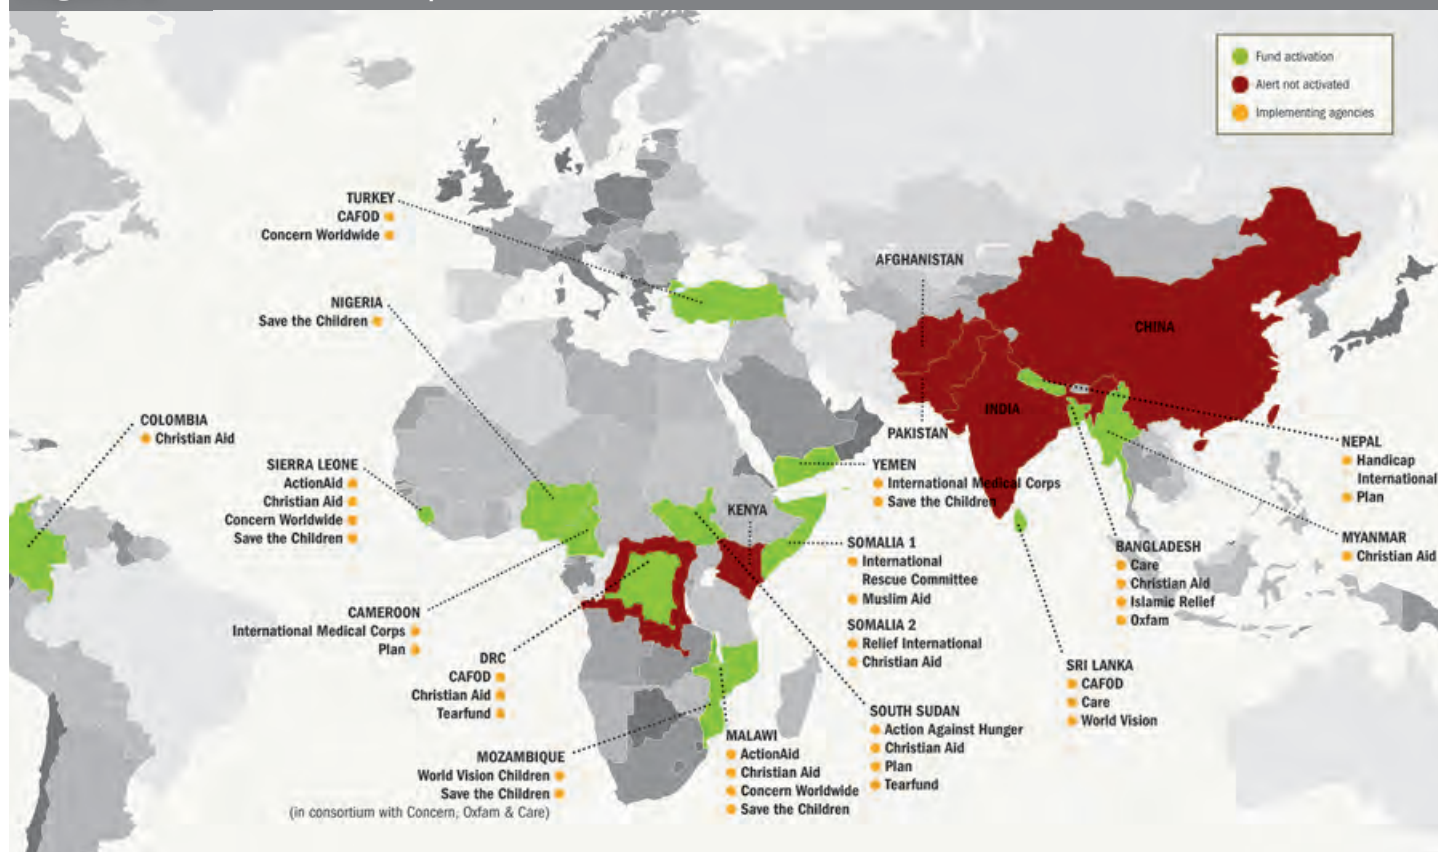 Fund activation
Alert not activated
Implementing agencies
TURKEY
CAFOD
Concern Worldwide
NIGERIA
Save the Children
COLOMBIA
Christian Aid
SIERRA LEONE
ActionAid
Christian Aid
Concern Worldwide
Save the Children
CAMEROON
International Medical Corps
Plan
DRC
CAFOD
Christian Aid
Tearfund
MOZAMBIQUE
World Vision Children
Save the Children
(in consortium with Concern, Oxfam & Care)
MALAWI
ActionAid
Christian Aid
Concern Worldwide
Save the Children
SOUTH SUDAN
Action Against Hunger
Christian Aid
Plan
Tearfund
KENYA
SOMALIA 1
International
Rescue Committee
Muslim Aid
SOMALIA 2
Relief International
Christian Aid
YEMEN
International Medical Corps
Save the Children
AFGHANISTAN
PAKISTAN
INDIA
CHINA
SRI LANKA
CAFOD
Care
World Vision
BANGLADESH
Care
Christian Aid
Islamic Relief
Oxfam
NEPAL
Handicap
International
Plan
MYANMAR
Christian Aid